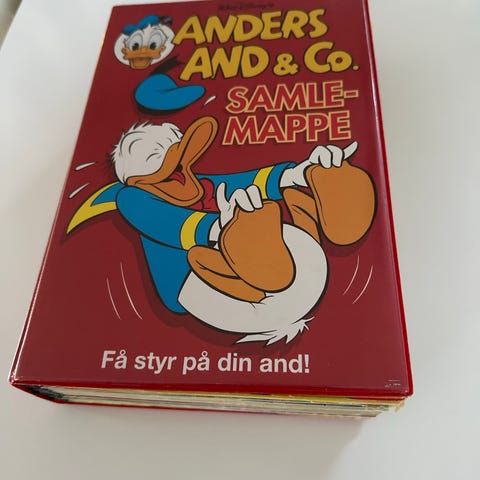 Walt Disney's
ANDERS
AND & Co.
SAMLE-
MAPPE
Få styr på din and!